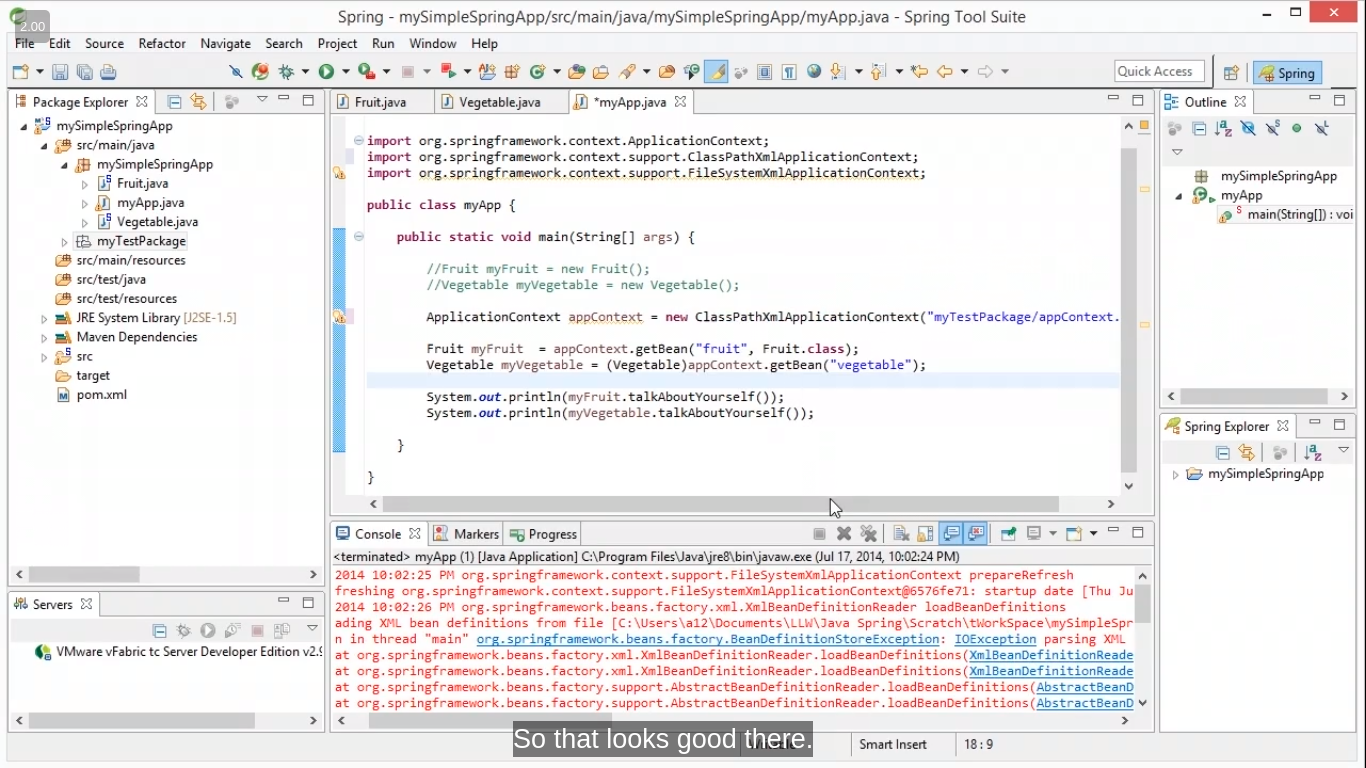 2.00
Spring - mySimpleSpringApp/src/main/java/mySimpleSpringApp/myApp.java - Spring Tool Suite
File Edit Source Refactor Navigate Search Project Run Window Help
Quick Access
Spring
Package Explorer
mySimpleSpringApp
src/main/java
mySimpleSpringApp
Fruit.java
myApp.java
Vegetable.java
myTestPackage
src/main/resources
src/test/java
src/test/resources
JRE System Library [J2SE-1.5]
Maven Dependencies
src
target
pom.xml
Servers
VMware vFabric tc Server Developer Edition v2.9
Fruit.java Vegetable.java *myApp.java
import org.springframework.context.ApplicationContext;
import org.springframework.context.support.ClassPathXmlApplicationContext;
import org.springframework.context.support.FileSystemXmlApplicationContext;
public class myApp {
public static void main(String[] args) {
//Fruit myFruit = new Fruit();
//Vegetable myVegetable = new Vegetable();
ApplicationContext appContext = new ClassPathXmlApplicationContext("myTestPackage/appContext.
Fruit myFruit = appContext.getBean("fruit", Fruit.class);
Vegetable myVegetable = (Vegetable)appContext.getBean("vegetable");
System.out.println(myFruit.talkAboutYourself());
System.out.println(myVegetable.talkAboutYourself());
}
}
Console Markers Progress
<terminated> myApp (1) [Java Application] C:\Program Files\Java\jre8\bin\javaw.exe (Jul 17, 2014, 10:02:24 PM)
2014 10:02:25 PM org.springframework.context.support.FileSystemXmlApplicationContext prepareRefresh
freshing org.springframework.context.support.FileSystemXmlApplicationContext@6576fe71: startup date [Thu Ju
2014 10:02:26 PM org.springframework.beans.factory.xml.XmlBeanDefinitionReader loadBeanDefinitions
ading XML bean definitions from file [C:\Users\a12\Documents\LLW\Java Spring\Scratch\tWorkSpace\mySimpleSpr
n in thread "main" org.springframework.beans.factory.BeanDefinitionStoreException: IOException parsing XML
at org.springframework.beans.factory.xml.XmlBeanDefinitionReader.loadBeanDefinitions(XmlBeanDefinitionReade
at org.springframework.beans.factory.xml.XmlBeanDefinitionReader.loadBeanDefinitions(XmlBeanDefinitionReade
at org.springframework.beans.factory.support.AbstractBeanDefinitionReader.loadBeanDefinitions(AbstractBeanD
at org.springframework.beans.factory.support.AbstractBeanDefinitionReader.loadBeanDefinitions(AbstractBeanD
Outline
mySimpleSpringApp
myApp
main(String[]) : voi
Spring Explorer
mySimpleSpringApp
So that looks good there.
Smart Insert
18 : 9